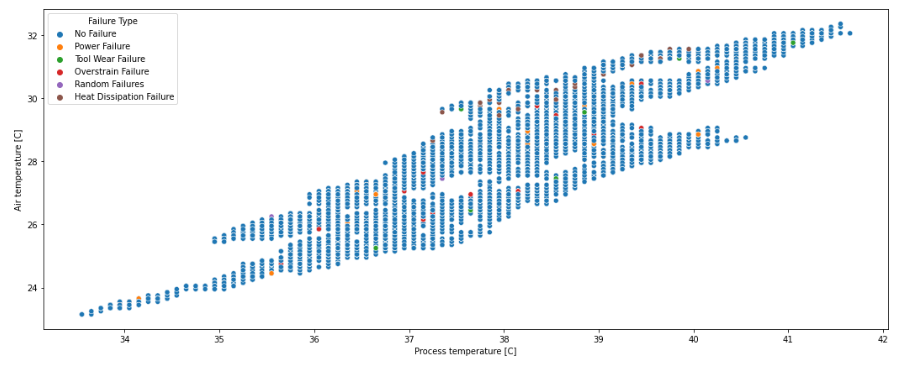 Failure Type
No Failure
Power Failure
Tool Wear Failure
Overstrain Failure
Random Failures
Heat Dissipation Failure
32
30
28
26
24
Air temperature [C]
34 35 36 37 38 39 40 41 42
Process temperature [C]